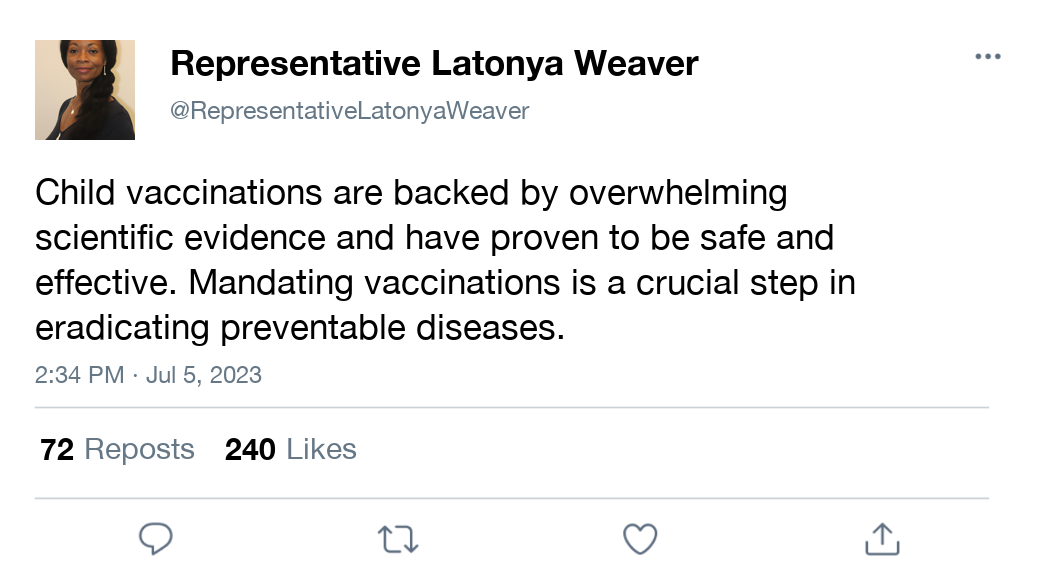 Representative Latonya Weaver
@RepresentativeLatonyaWeaver
Child vaccinations are backed by overwhelming
scientific evidence and have proven to be safe and
effective. Mandating vaccinations is a crucial step in
eradicating preventable diseases.
2:34 PM · Jul 5, 2023
72 Reposts 240 Likes